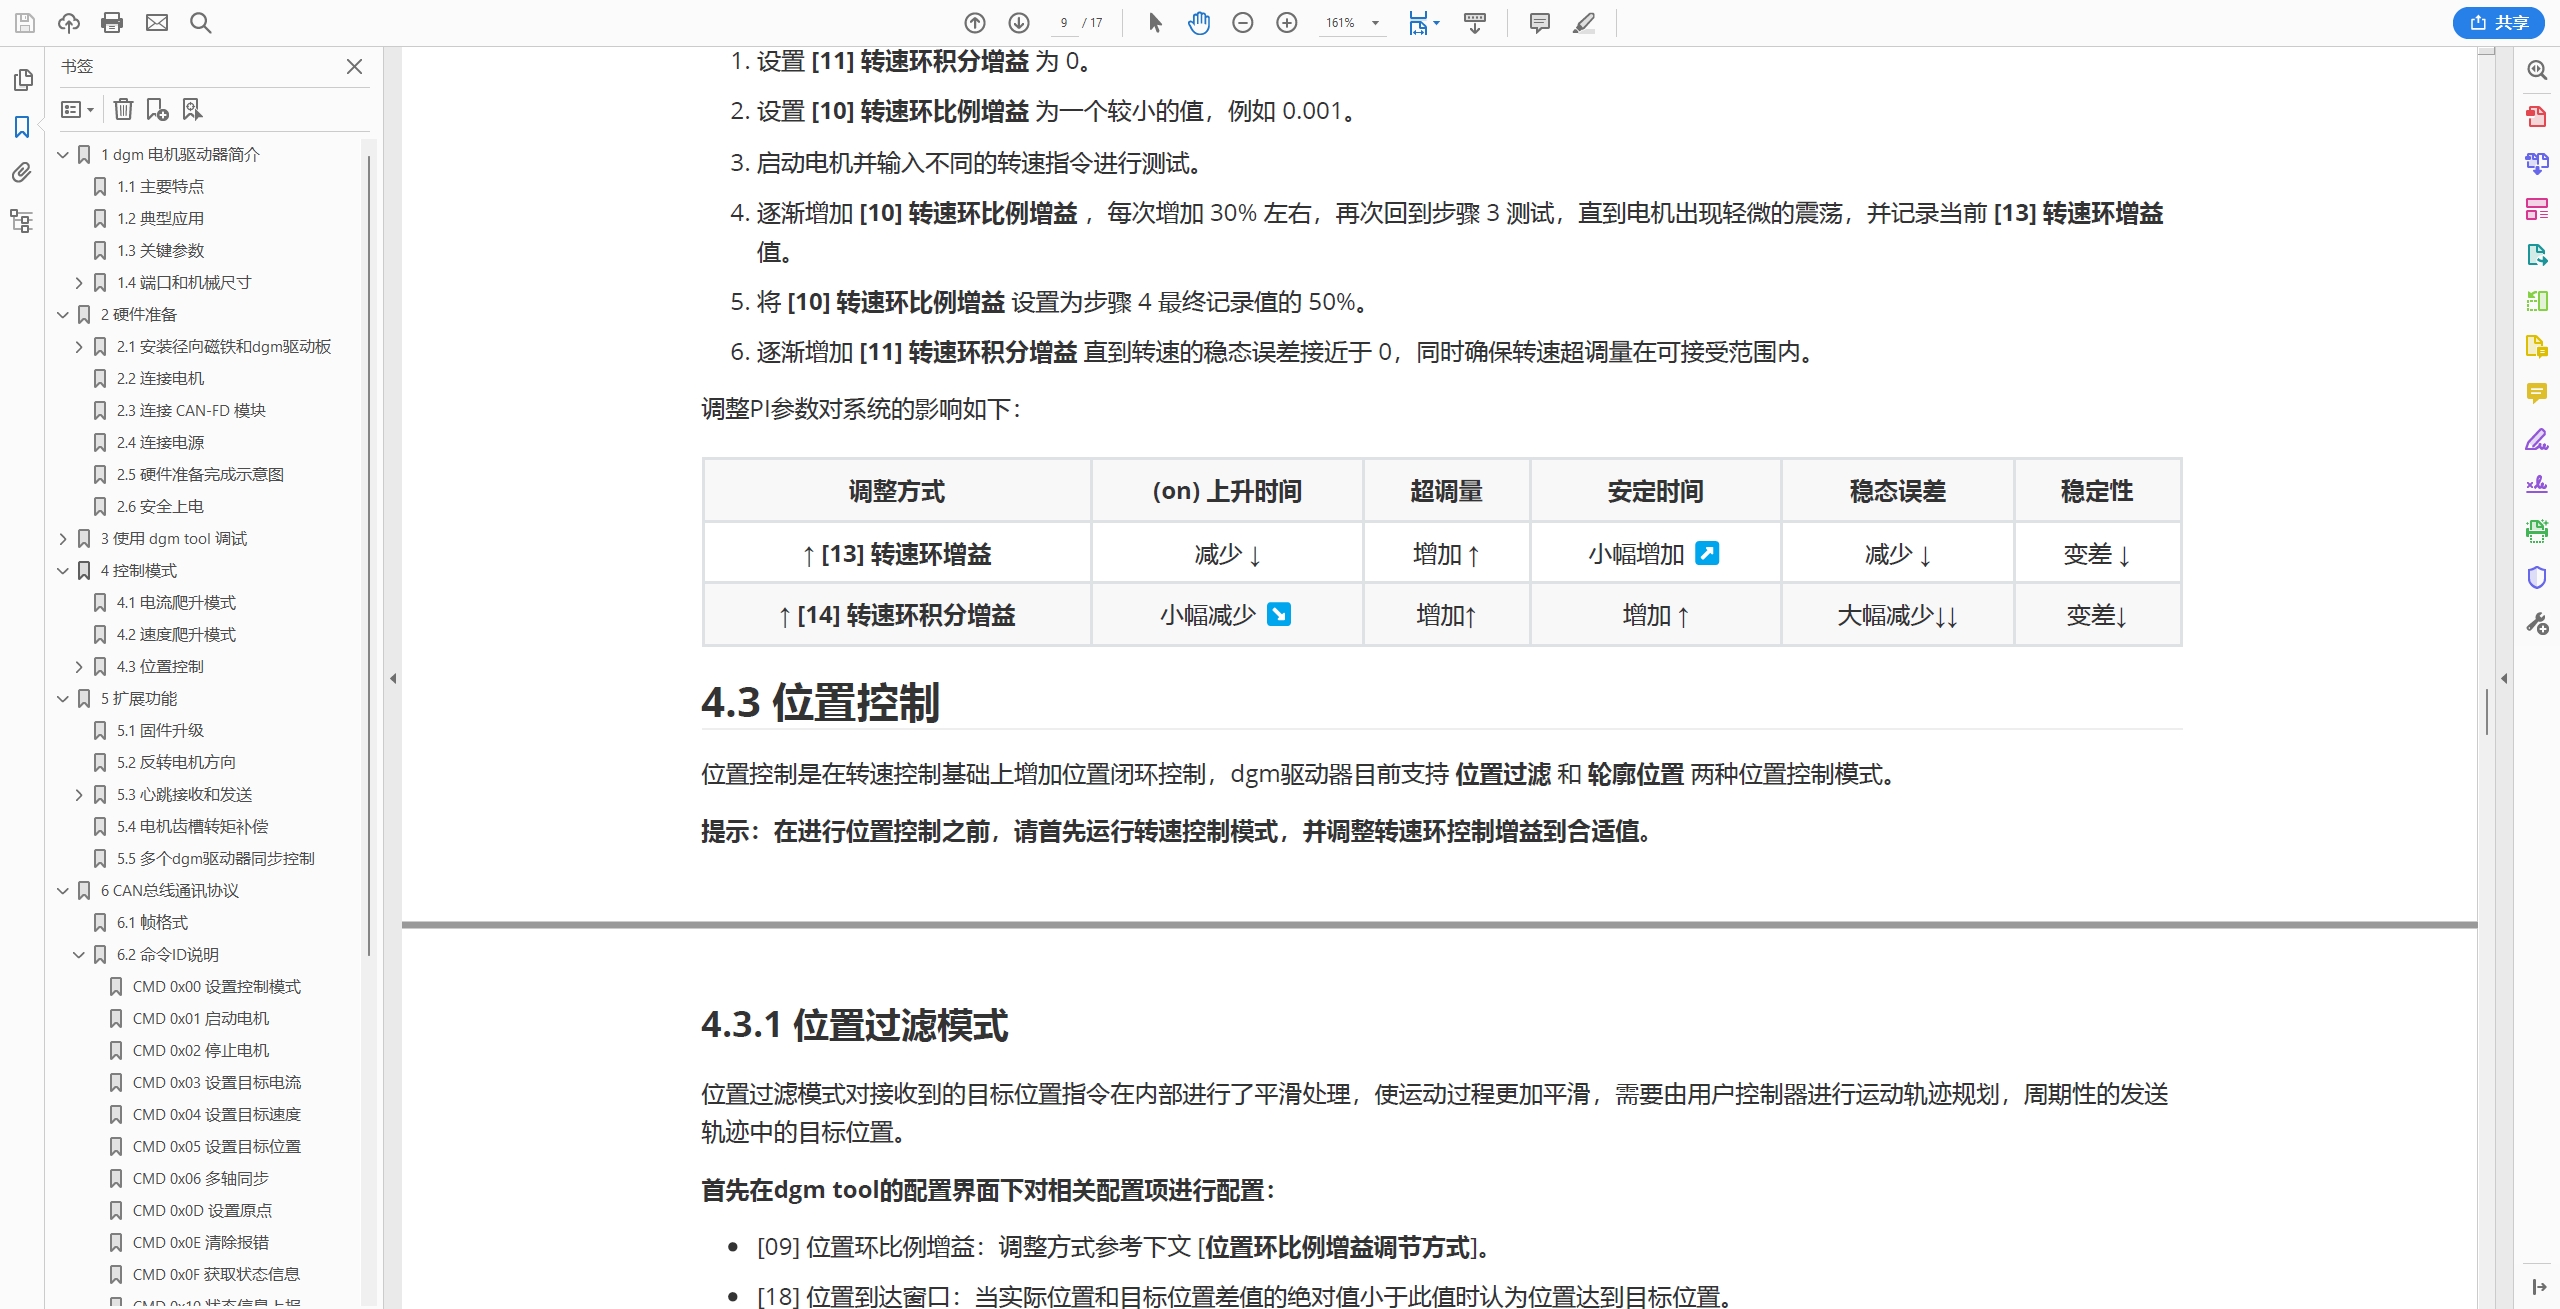 9 / 17
161%
共享
书签
1 dgm 电机驱动器简介
1.1 主要特点
1.2 典型应用
1.3 关键参数
1.4 端口和机械尺寸
2 硬件准备
2.1 安装径向磁铁和dgm驱动板
2.2 连接电机
2.3 连接 CAN-FD 模块
2.4 连接电源
2.5 硬件准备完成示意图
2.6 安全上电
3 使用 dgm tool 调试
4 控制模式
4.1 电流爬升模式
4.2 速度爬升模式
4.3 位置控制
5 扩展功能
5.1 固件升级
5.2 反转电机方向
5.3 心跳接收和发送
5.4 电机齿槽转矩补偿
5.5 多个dgm驱动器同步控制
6 CAN总线通讯协议
6.1 帧格式
6.2 命令ID说明
CMD 0x00 设置控制模式
CMD 0x01 启动电机
CMD 0x02 停止电机
CMD 0x03 设置目标电流
CMD 0x04 设置目标速度
CMD 0x05 设置目标位置
CMD 0x06 多轴同步
CMD 0x0D 设置原点
CMD 0x0E 清除报错
CMD 0x0F 获取状态信息
CMD 0x10 状态信息上报
1. 设置 [11] 转速环积分增益 为 0。
2. 设置 [10] 转速环比例增益 为一个较小的值，例如 0.001。
3. 启动电机并输入不同的转速指令进行测试。
4. 逐渐增加 [10] 转速环比例增益 ，每次增加 30% 左右，再次回到步骤 3 测试，直到电机出现轻微的震荡，并记录当前 [13] 转速环增益
值。
5. 将 [10] 转速环比例增益 设置为步骤 4 最终记录值的 50%。
6. 逐渐增加 [11] 转速环积分增益 直到转速的稳态误差接近于 0，同时确保转速超调量在可接受范围内。
调整PI参数对系统的影响如下：
调整方式 (on) 上升时间 超调量 安定时间 稳态误差 稳定性
↑ [13] 转速环增益 减少 ↓ 增加 ↑ 小幅增加 ↗ 减少 ↓ 变差 ↓
↑ [14] 转速环积分增益 小幅减少 ↘ 增加↑ 增加 ↑ 大幅减少↓↓ 变差↓
4.3 位置控制
位置控制是在转速控制基础上增加位置闭环控制，dgm驱动器目前支持 位置过滤 和 轮廓位置 两种位置控制模式。
提示：在进行位置控制之前，请首先运行转速控制模式，并调整转速环控制增益到合适值。
4.3.1 位置过滤模式
位置过滤模式对接收到的目标位置指令在内部进行了平滑处理，使运动过程更加平滑，需要由用户控制器进行运动轨迹规划，周期性的发送
轨迹中的目标位置。
首先在dgm tool的配置界面下对相关配置项进行配置：
• [09] 位置环比例增益：调整方式参考下文 [位置环比例增益调节方式]。
• [18] 位置到达窗口：当实际位置和目标位置差值的绝对值小于此值时认为位置达到目标位置。